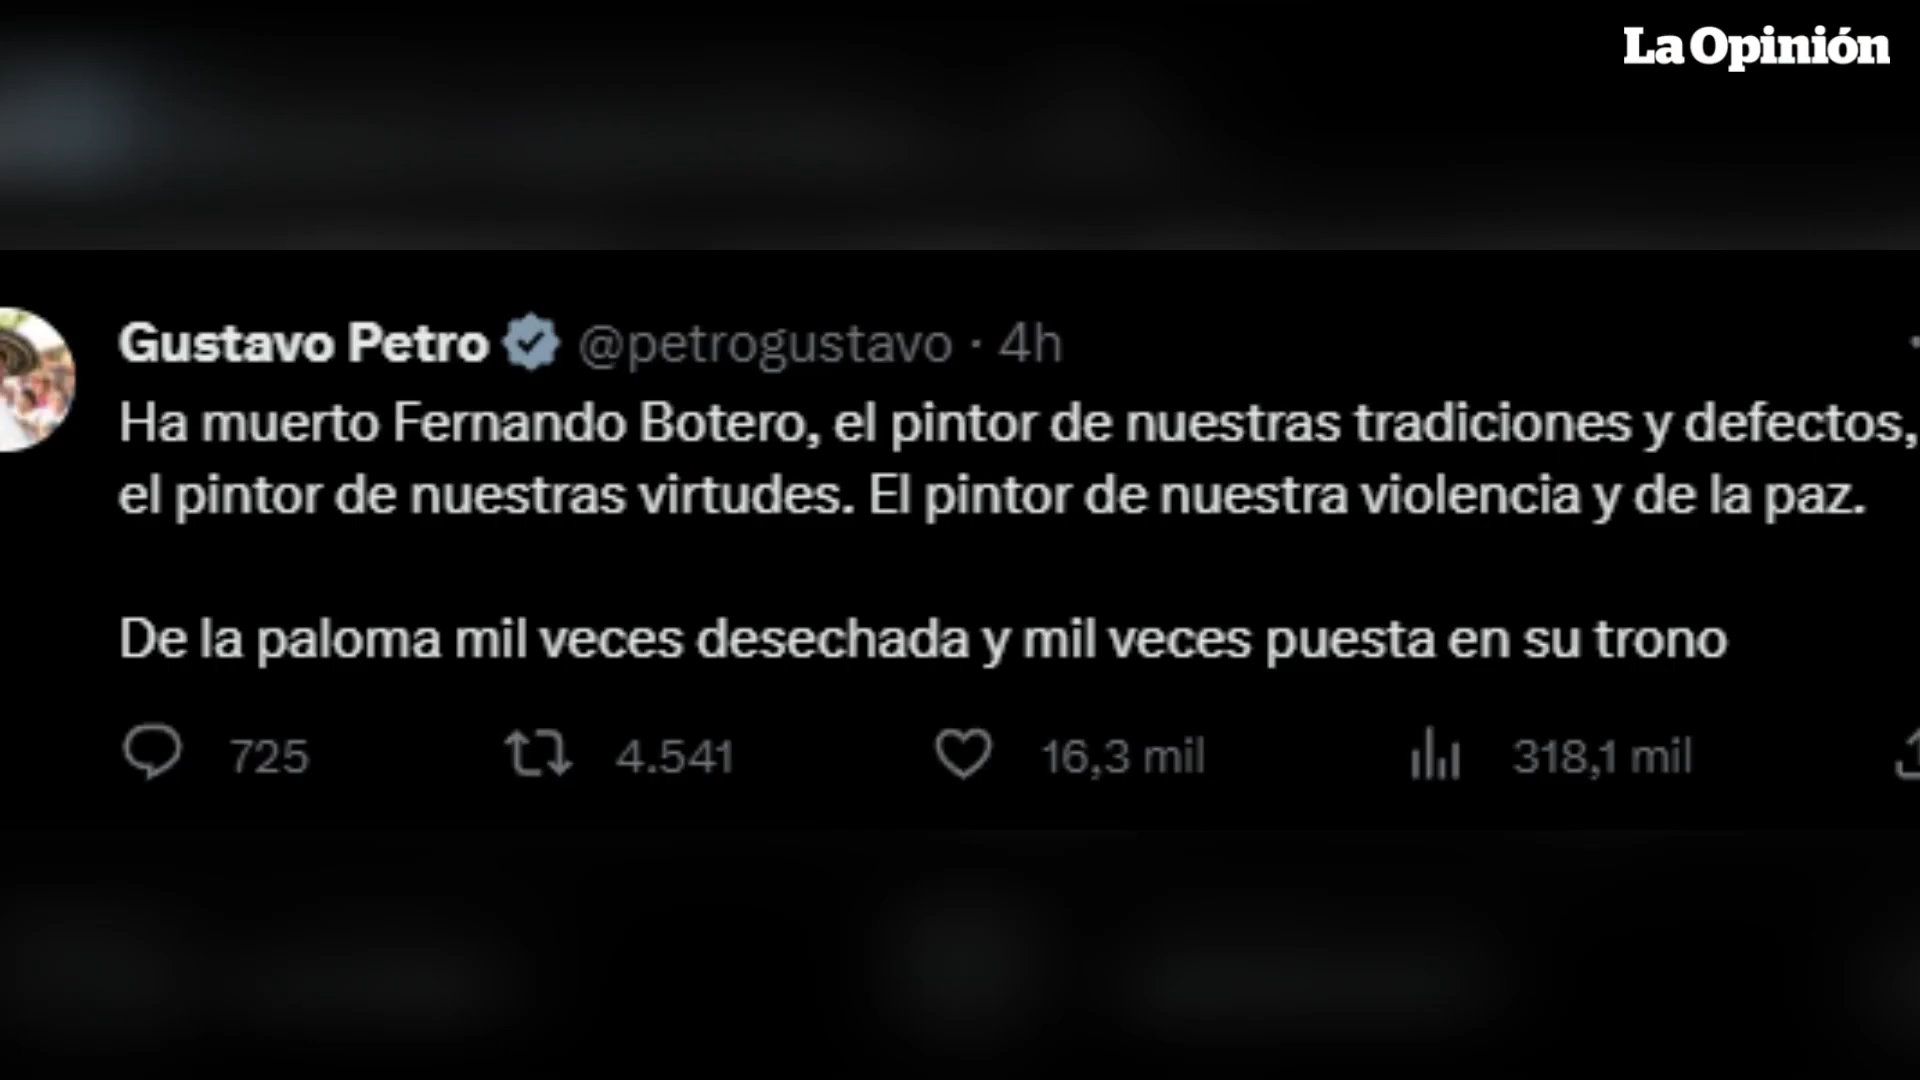 La Opinión
Gustavo Petro @petrogustavo · 4h
Ha muerto Fernando Botero, el pintor de nuestras tradiciones y defectos,
el pintor de nuestras virtudes. El pintor de nuestra violencia y de la paz.
De la paloma mil veces desechada y mil veces puesta en su trono
725 4.541 16,3 mil 318,1 mil